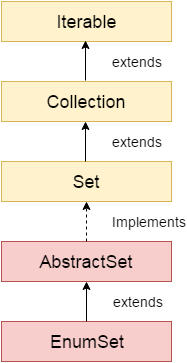 Iterable
extends
Collection
extends
Set
Implements
AbstractSet
extends
EnumSet